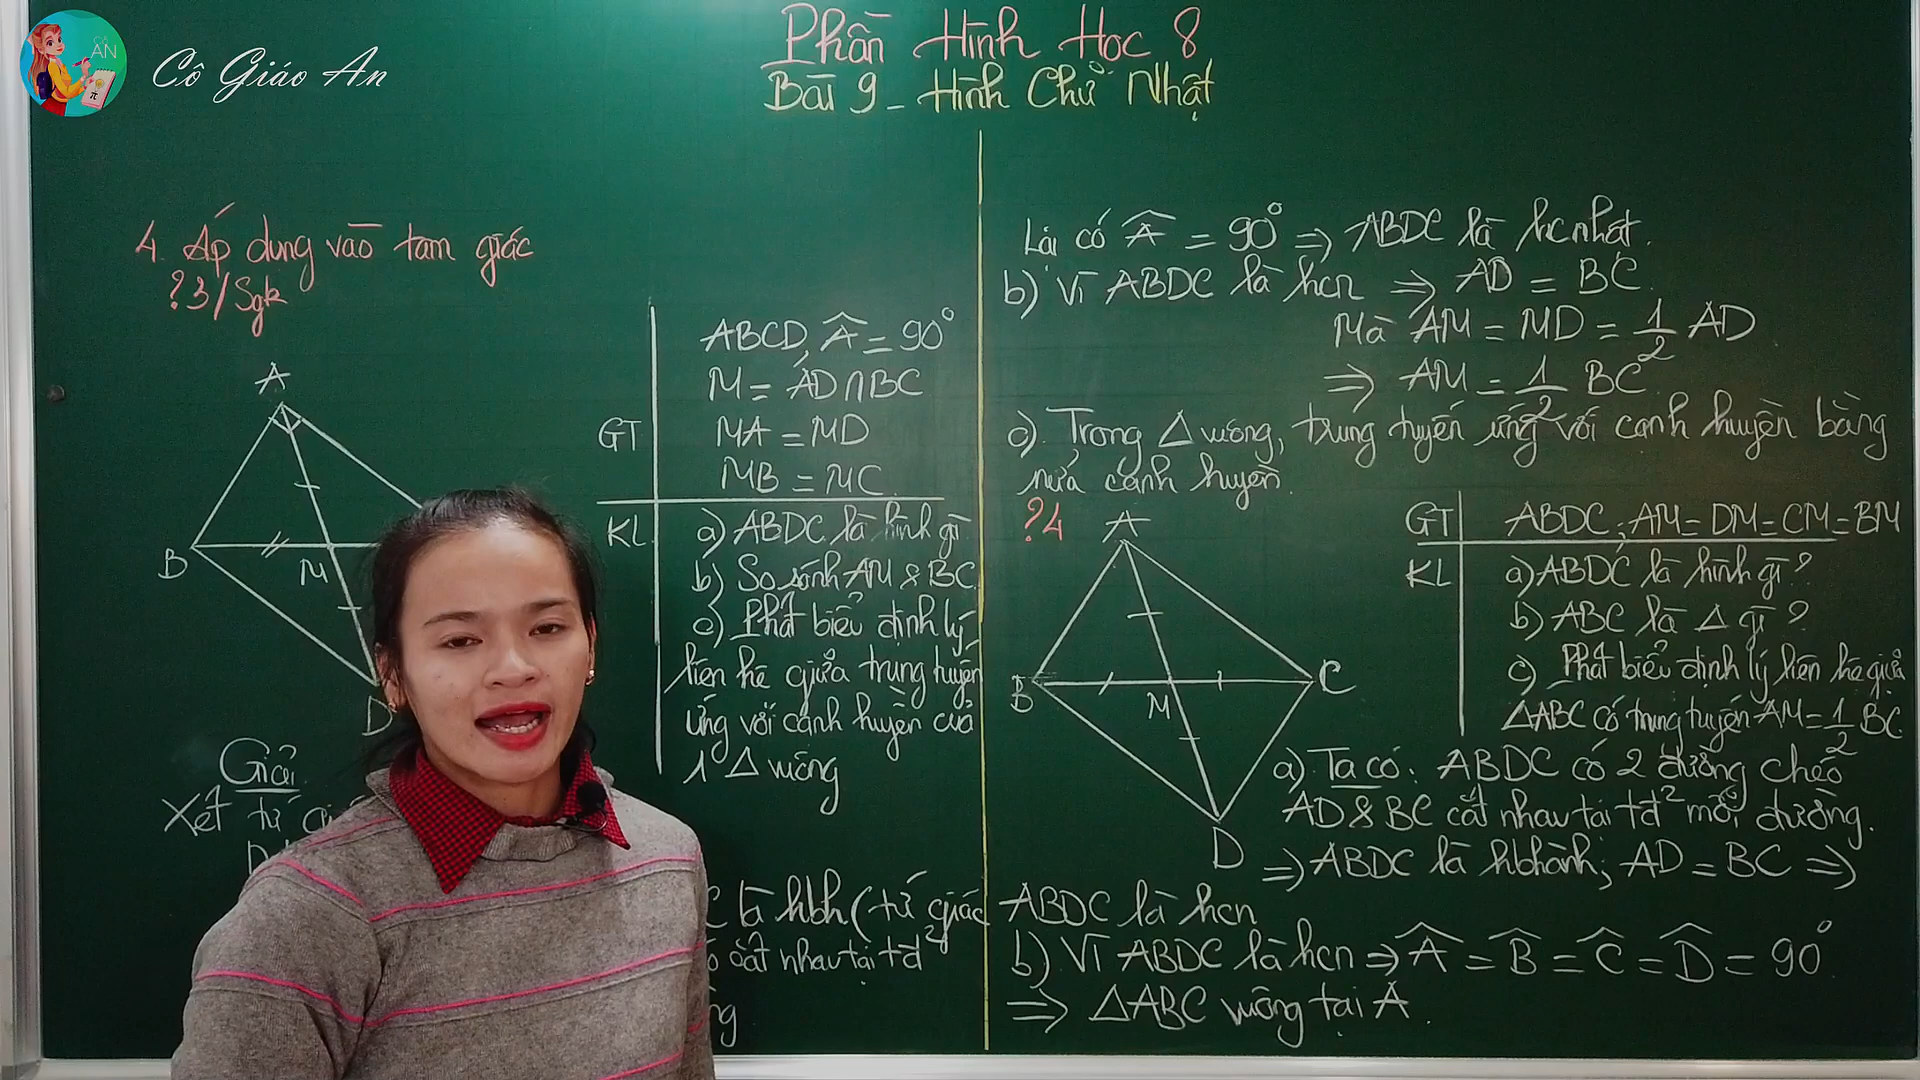 AN
Cô Giáo An
Phần Hình Học 8
Bài 9 - Hình Chữ Nhật
4. Áp dụng vào tam giác
?3/Sgk
A
B
M
D
GT
ABCD, Â = 90°
M = AD ∩ BC
MA = MD
MB = MC
KL
a) ABDC là hình gì
b) So sánh AM & BC
c) Phát biểu định lý
liên hệ giữa trung tuyến
ứng với cạnh huyền của
1 Δ vuông
Giải
Xét tứ
C là hbh (tứ giác
cắt nhau tại tđ
Lại có Â = 90° => ABDC là hcnhật.
b) Vì ABDC là hcn => AD = BC
Mà AM = MD = 1/2 AD
=> AM = 1/2 BC
c) Trong Δ vuông, trung tuyến ứng với cạnh huyền bằng
nửa cạnh huyền.
?4
A
B
M
C
D
GT
ABDC; AM = DM = CM = BM
KL
a) ABDC là hình gì?
b) ABC là Δ gì?
c) Phát biểu định lý liên hệ giữa
ΔABC có trung tuyến AM = 1/2 BC
a) Ta có: ABDC có 2 đường chéo
AD & BC cắt nhau tại tđ² mỗi đường.
=> ABDC là hbhành; AD = BC =>
ABDC là hcn
b) Vì ABDC là hcn => Â = B̂ = Ĉ = D̂ = 90°
=> ΔABC vuông tại A.